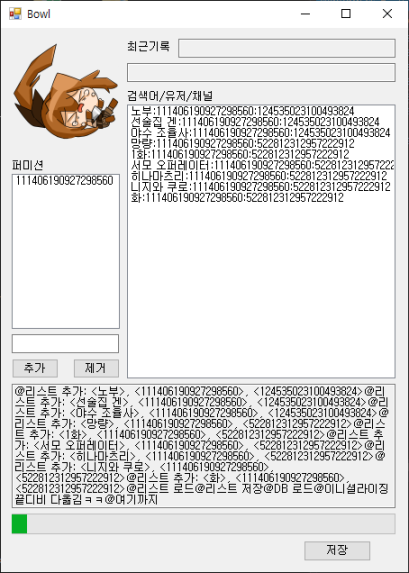 Bowl
최근기록
검색어/유저/채널
노부:111406190927298560:124535023100493824
선술집 겐:111406190927298560:124535023100493824
야수 조율사:111406190927298560:124535023100493824
망량:111406190927298560:522812312957222912
1화:111406190927298560:522812312957222912
서모 오퍼레이터:111406190927298560:522812312957222912
히나마츠리:111406190927298560:522812312957222912
니지와 쿠로:111406190927298560:522812312957222912
화:111406190927298560:522812312957222912
퍼미션
111406190927298560
추가
제거
@리스트 추가: <노부>, <111406190927298560>, <124535023100493824>@리
스트 추가: <선술집 겐>, <111406190927298560>, <124535023100493824>@리
스트 추가: <야수 조율사>, <111406190927298560>, <124535023100493824>@리
스트 추가: <망량>, <111406190927298560>, <522812312957222912>@리스
트 추가: <1화>, <111406190927298560>, <522812312957222912>@리스트 추
가: <서모 오퍼레이터>, <111406190927298560>, <522812312957222912>@리
스트 추가: <히나마츠리>, <111406190927298560>, <522812312957222912>@
리스트 추가: <니지와 쿠로>, <111406190927298560>,
<522812312957222912>@리스트 추가: <화>, <111406190927298560>,
<522812312957222912>@리스트 로드@리스트 저장@DB 로드@이니셜라이징
끝디비 다옮김ㅋㅋ@여기까지
저장